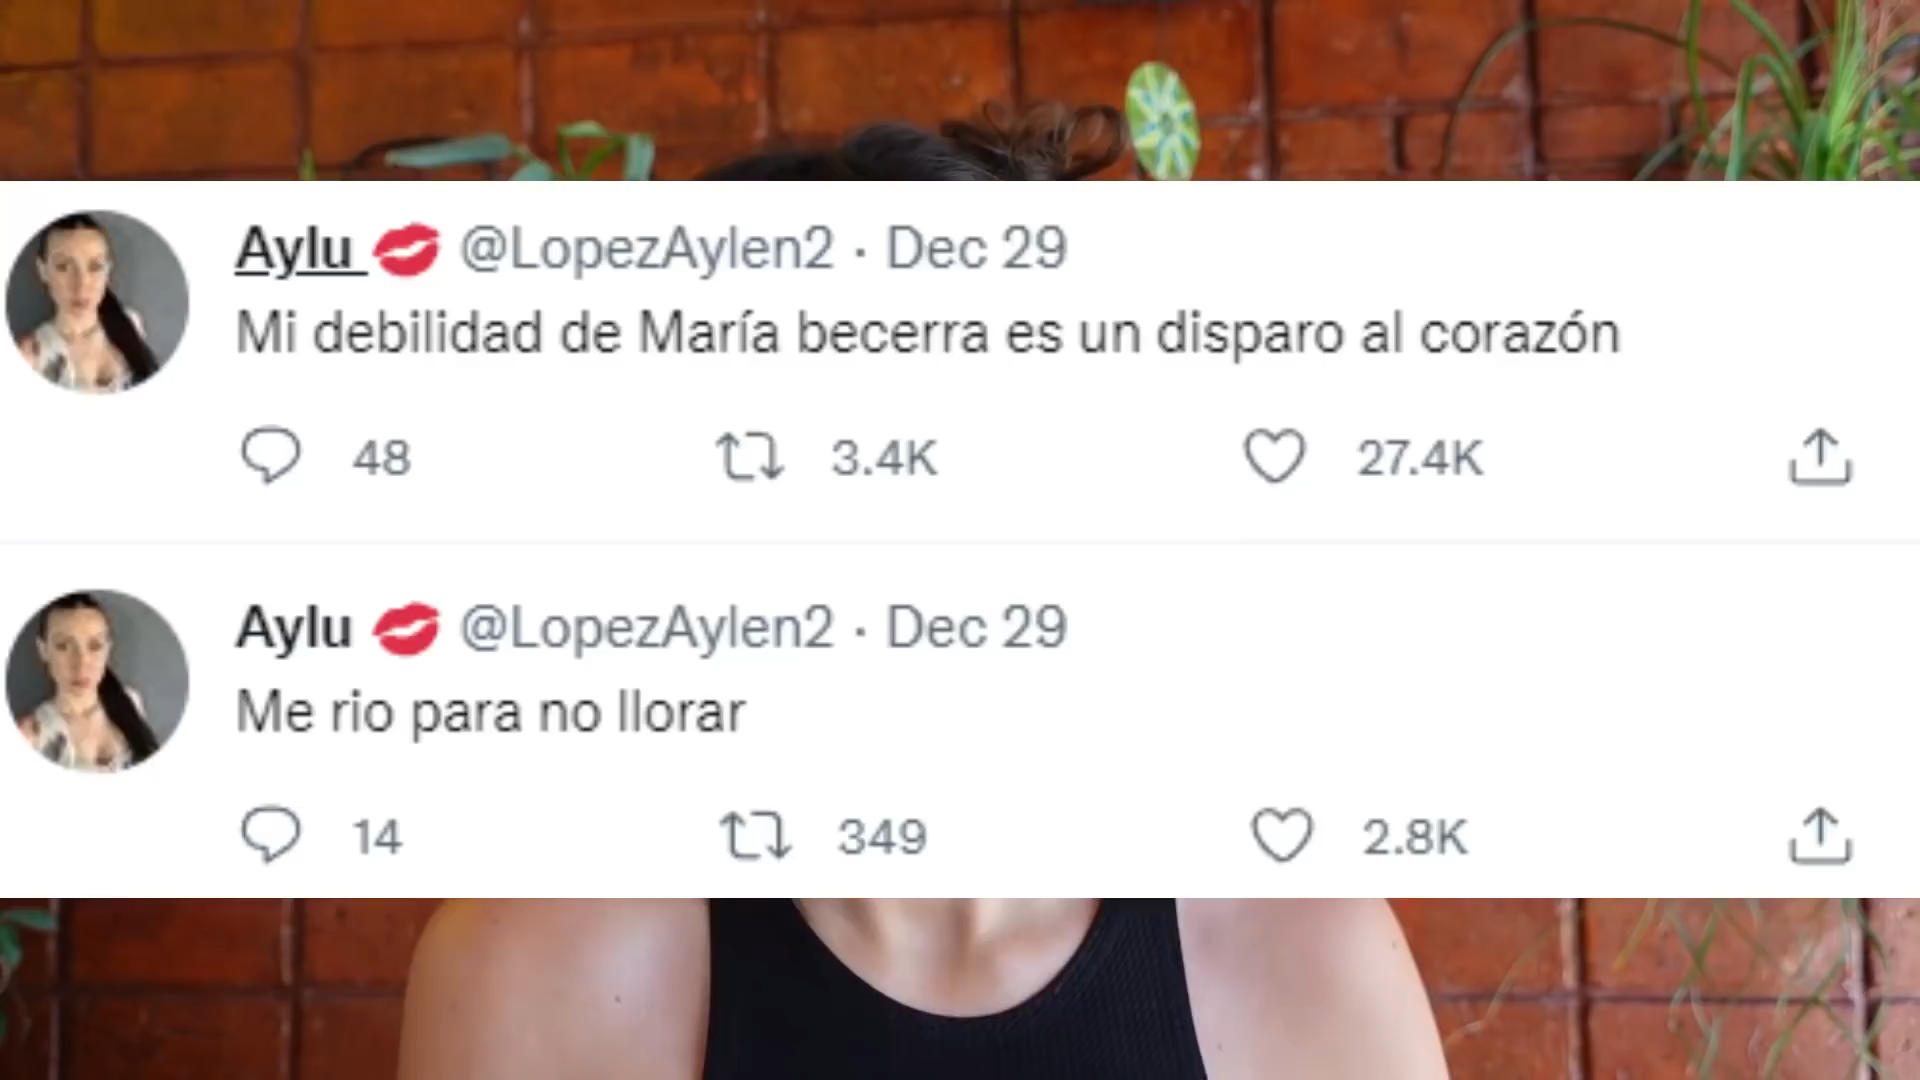 Aylu 💋 @LopezAylen2 · Dec 29
Mi debilidad de María becerra es un disparo al corazón
48 3.4K 27.4K
Aylu 💋 @LopezAylen2 · Dec 29
Me rio para no llorar
14 349 2.8K